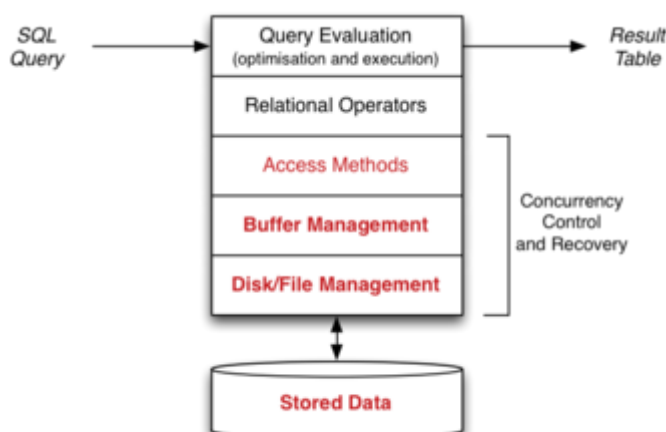 SQL
Query
Query Evaluation
(optimisation and execution)
Result
Table
Relational Operators
Access Methods
Buffer Management
Disk/File Management
Concurrency
Control
and Recovery
Stored Data